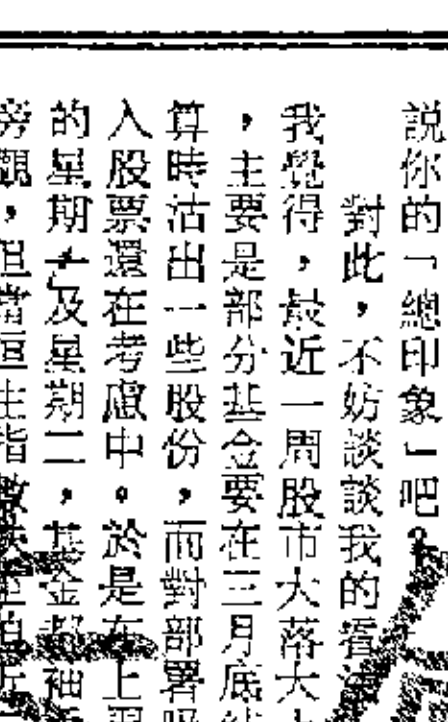 説你的「總印象」吧。
對此，不妨談談我的看
我覺得，最近一周股市大落大
，主要是部分基金要在三月底結
算時沽出一些股份，而對部署吸
入股票還在考慮中。於是在上
的星期一及星期二，基金都袖
旁觀，但當恒生指數